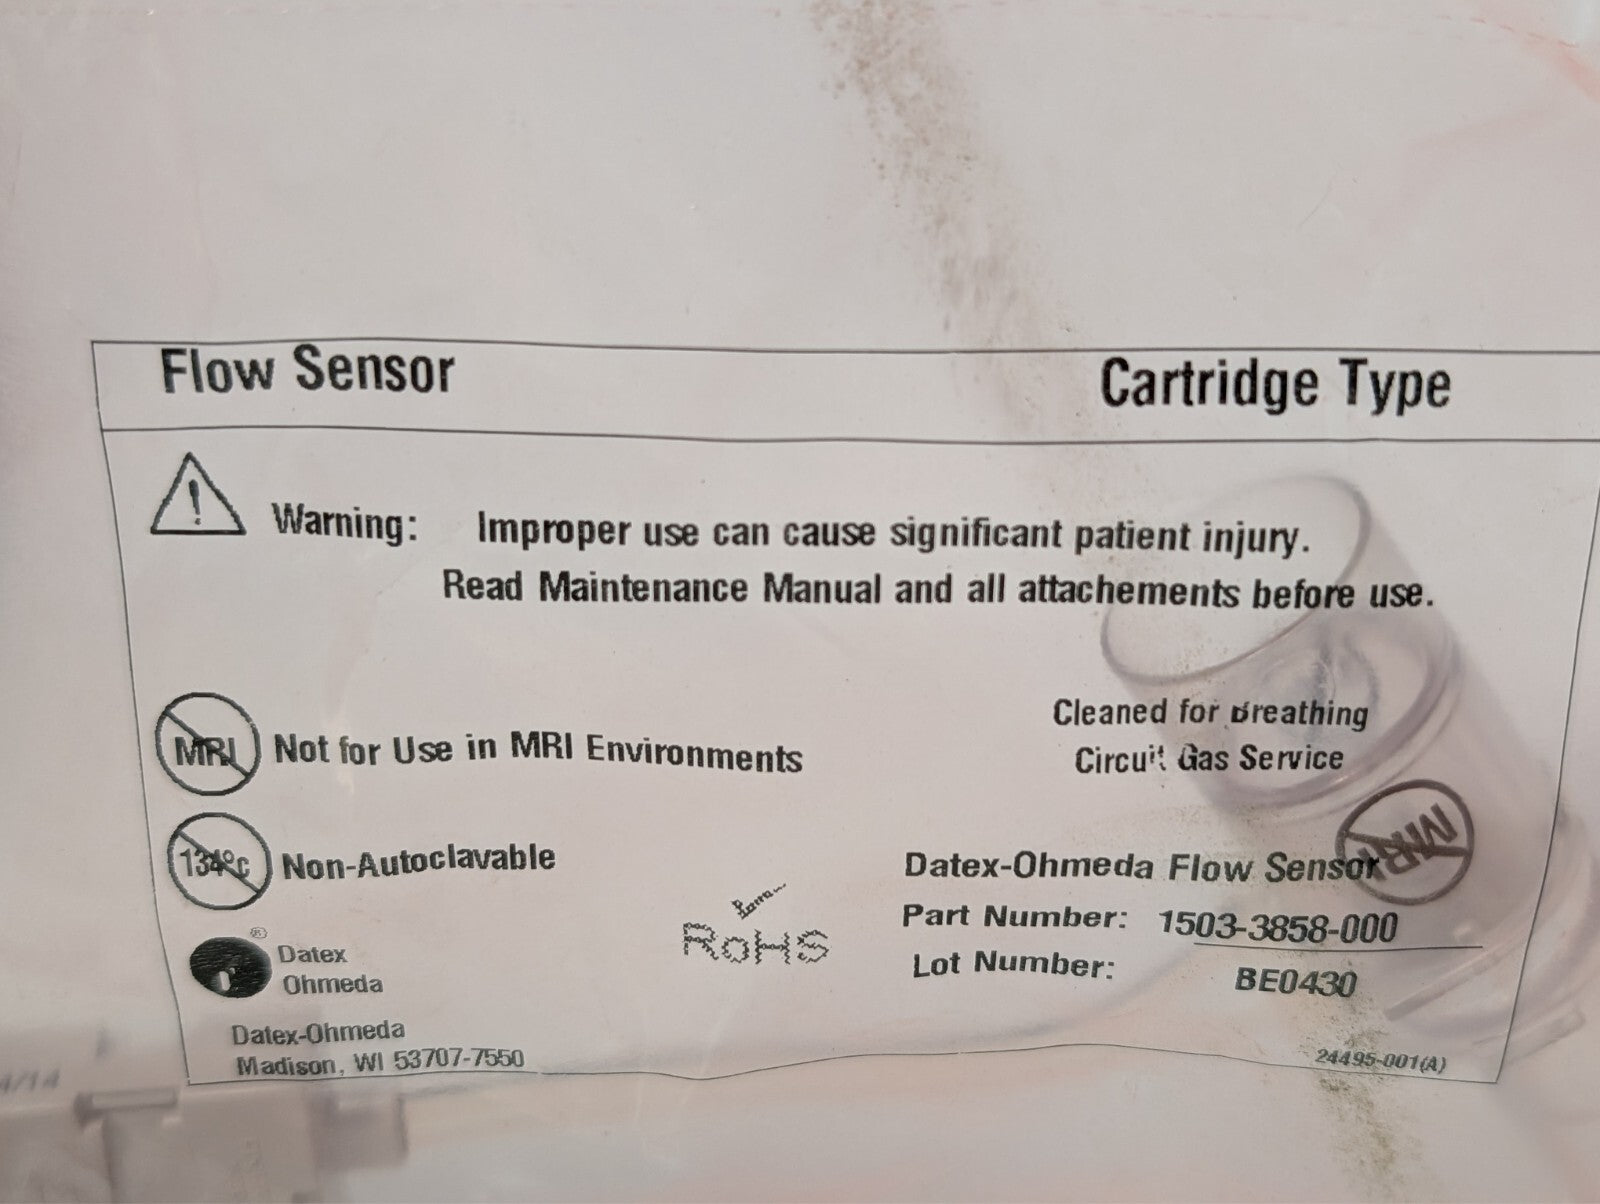 Flow Sensor
Cartridge Type
Warning: Improper use can cause significant patient injury.
Read Maintenance Manual and all attachements before use.
MRI Not for Use in MRI Environments
Cleaned for Breathing
Circuit Gas Service
134°C Non-Autoclavable
RoHS
Datex-Ohmeda Flow Sensor
MRI
Part Number: 1503-3858-000
Lot Number: BE0430
®
Datex
Ohmeda
Datex-Ohmeda
Madison, WI 53707-7550
24495-001(A)
4/14